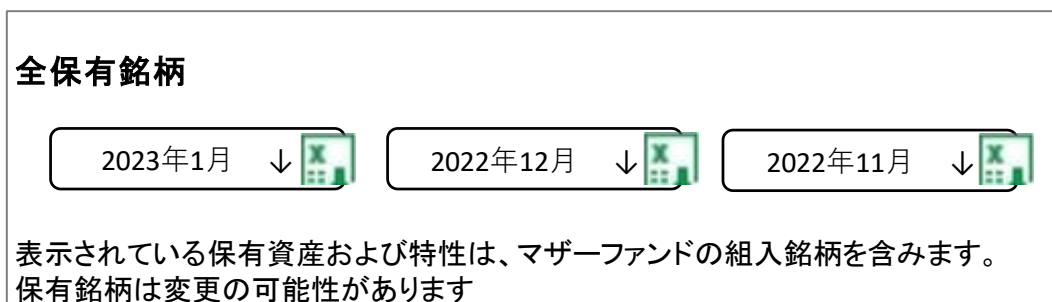 全保有銘柄
2023年1月 ↓ 2022年12月 ↓ 2022年11月 ↓
表示されている保有資産および特性は、マザーファンドの組入銘柄を含みます。
保有銘柄は変更の可能性があります